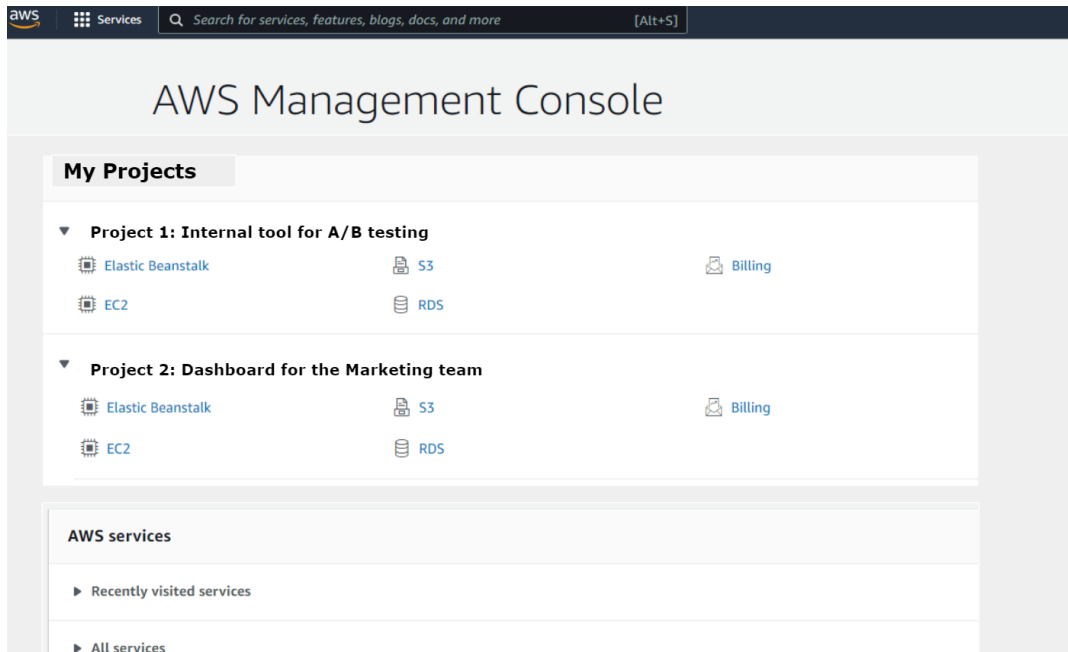 aws Services Search for services, features, blogs, docs, and more [Alt+S]
AWS Management Console
My Projects
Project 1: Internal tool for A/B testing
Elastic Beanstalk S3 Billing
EC2 RDS
Project 2: Dashboard for the Marketing team
Elastic Beanstalk S3 Billing
EC2 RDS
AWS services
Recently visited services
All services